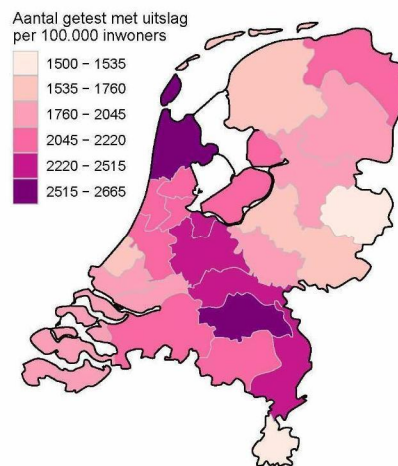 Aantal getest met uitslag
per 100.000 inwoners
1500 – 1535
1535 – 1760
1760 – 2045
2045 – 2220
2220 – 2515
2515 – 2665